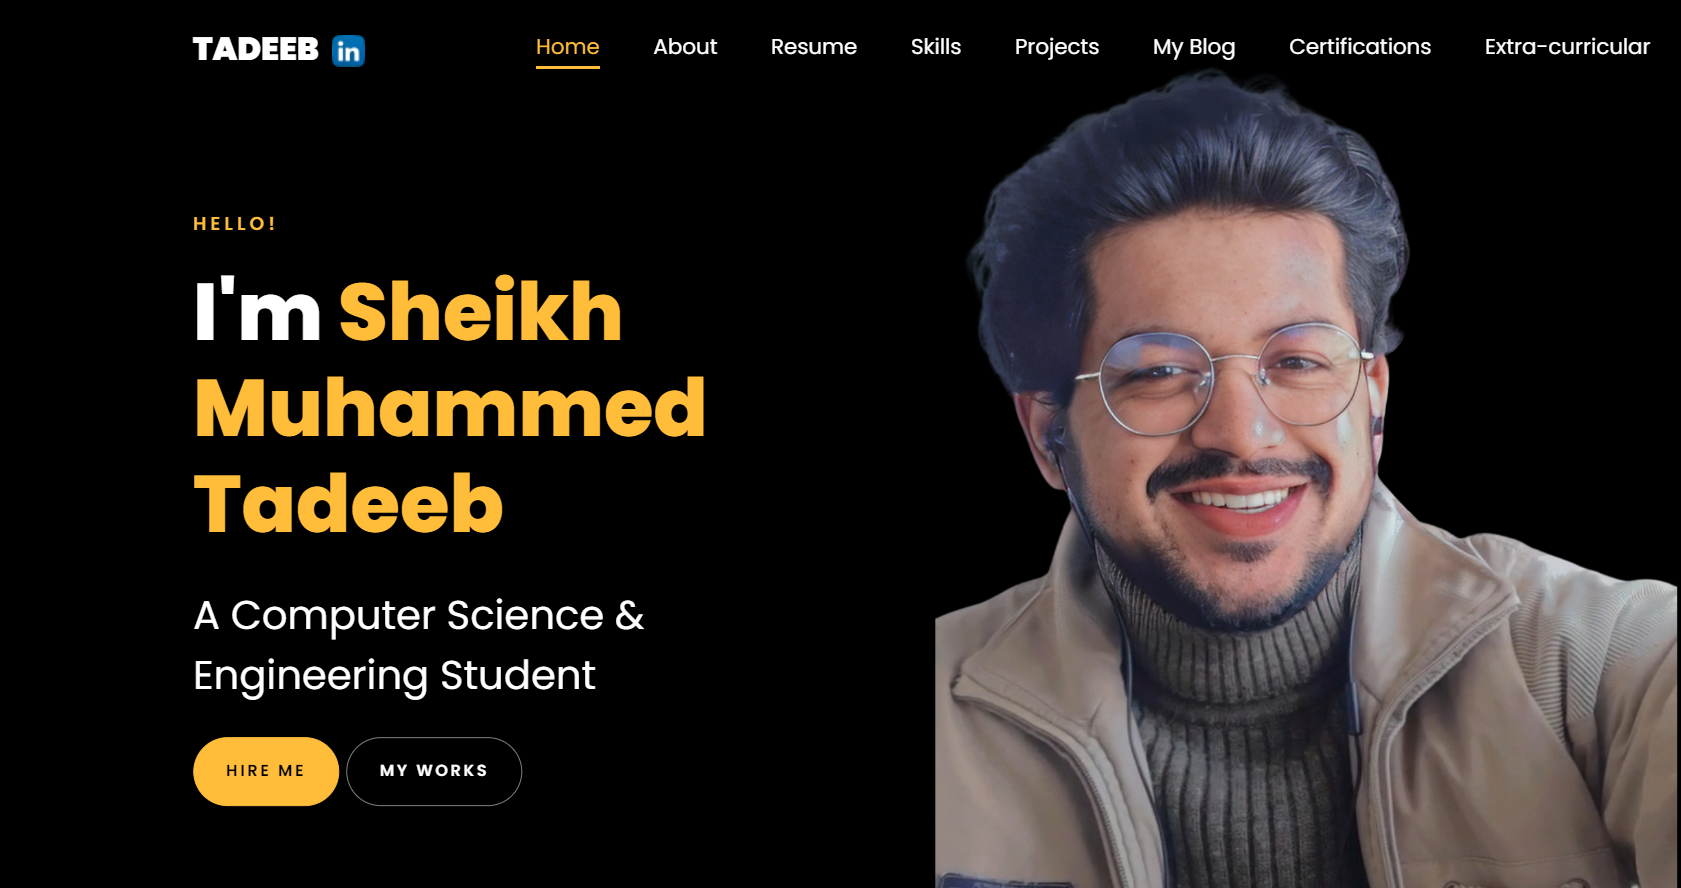 TADEEB in Home About Resume Skills Projects My Blog Certifications Extra-curricular
HELLO!
I'm Sheikh
Muhammed
Tadeeb
A Computer Science &
Engineering Student
HIRE ME MY WORKS